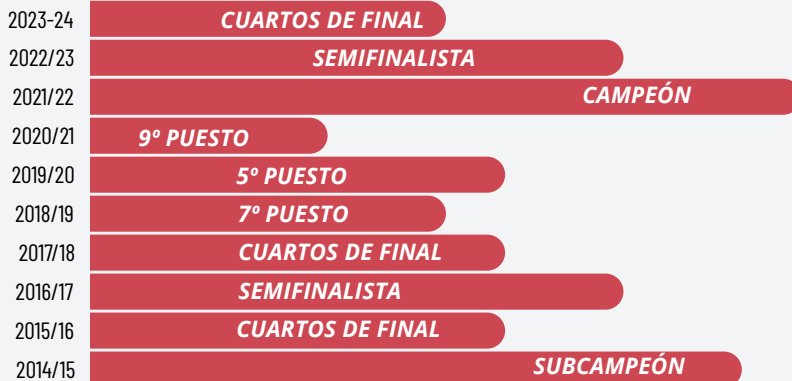 2023-24 CUARTOS DE FINAL
2022/23 SEMIFINALISTA
2021/22 CAMPEÓN
2020/21 9º PUESTO
2019/20 5º PUESTO
2018/19 7º PUESTO
2017/18 CUARTOS DE FINAL
2016/17 SEMIFINALISTA
2015/16 CUARTOS DE FINAL
2014/15 SUBCAMPEÓN